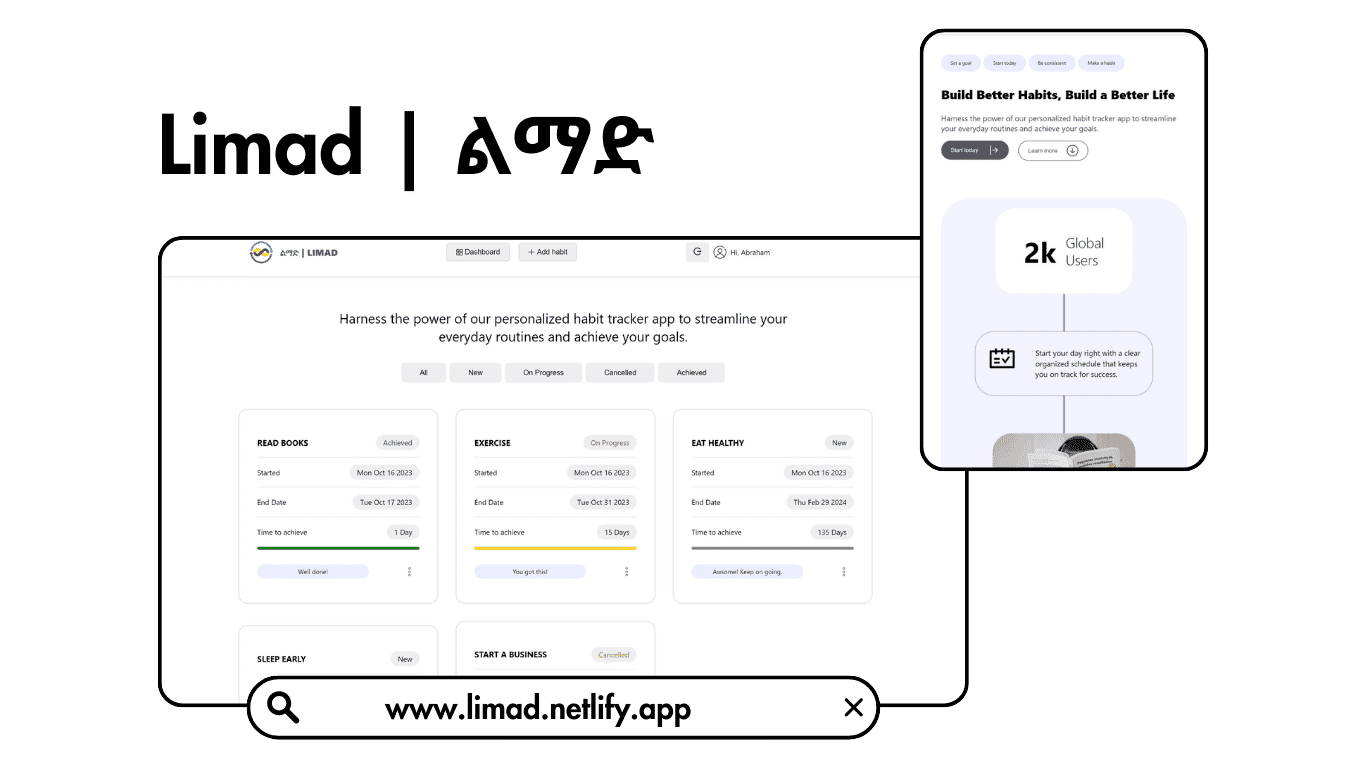 Limad | ልማድ
ልማድ | LIMAD
Dashboard
+ Add habit
Hi, Abraham
Harness the power of our personalized habit tracker app to streamline your
everyday routines and achieve your goals.
All
New
On Progress
Cancelled
Achieved
READ BOOKS
Achieved
Started
Mon Oct 16 2023
End Date
Tue Oct 17 2023
Time to achieve
1 Day
Well done!
EXERCISE
On Progress
Started
Mon Oct 16 2023
End Date
Tue Oct 31 2023
Time to achieve
15 Days
You got this!
EAT HEALTHY
New
Started
Mon Oct 16 2023
End Date
Thu Feb 29 2024
Time to achieve
135 Days
Awsome! Keep on going.
SLEEP EARLY
New
START A BUSINESS
Cancelled
www.limad.netlify.app
Set a goal
Start today
Be consistent
Make a habit
Build Better Habits, Build a Better Life
Harness the power of our personalized habit tracker app to streamline
your everyday routines and achieve your goals.
Start today
Learn more
2k
Global
Users
Start your day right with a clear
organized schedule that keeps
you on track for success.